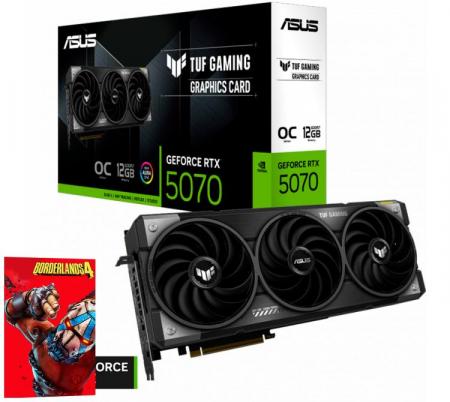 ASUS
TUF GAMING
GRAPHICS CARD
OC 12GB
GEFORCE RTX
5070
ASUS
OC 12GB
NVIDIA
GEFORCE RTX
5070
TUF GAMING
ASUS
BORDERLANDS 4
ORCE